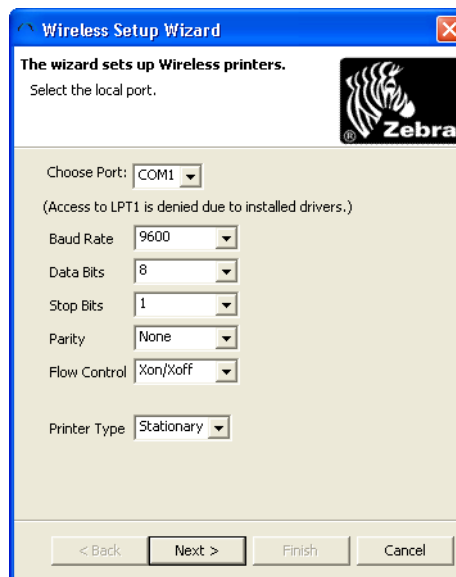 Wireless Setup Wizard
The wizard sets up Wireless printers.
Select the local port.
® Zebra
Choose Port: COM1
(Access to LPT1 is denied due to installed drivers.)
Baud Rate 9600
Data Bits 8
Stop Bits 1
Parity None
Flow Control Xon/Xoff
Printer Type Stationary
< Back Next > Finish Cancel